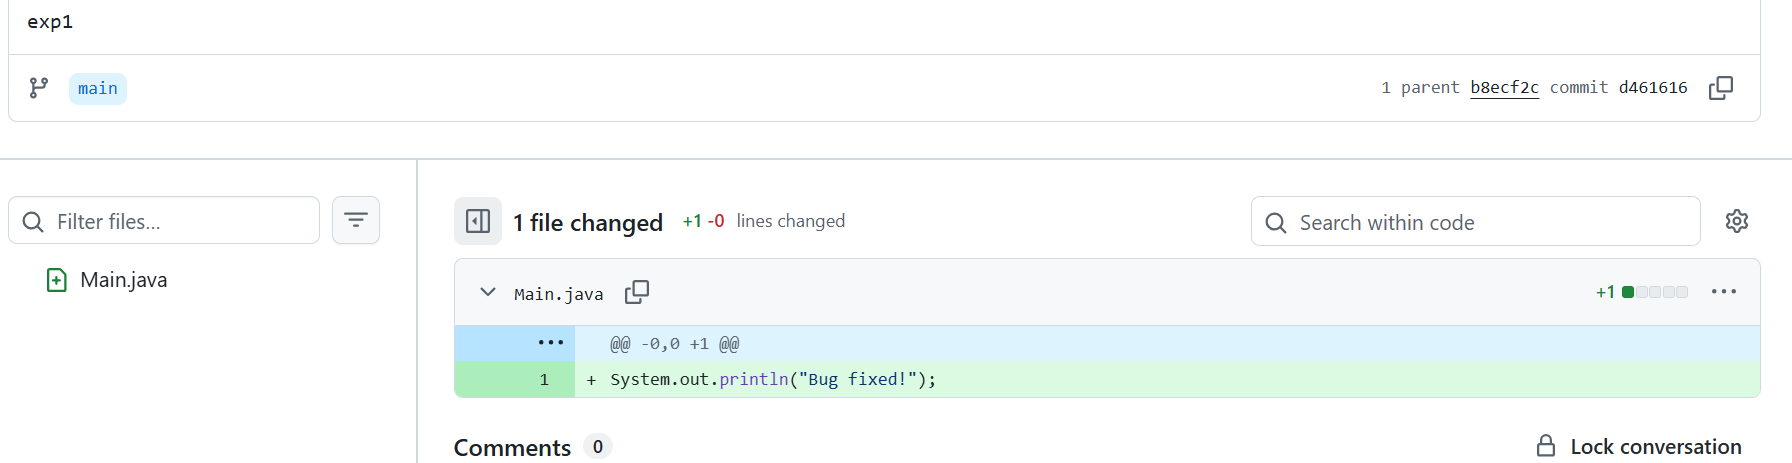 exp1
main
1 parent b8ecf2c commit d461616
Filter files...
Main.java
1 file changed +1 -0 lines changed
Search within code
Main.java
+1
@@ -0,0 +1 @@
1 + System.out.println("Bug fixed!");
Comments 0
Lock conversation